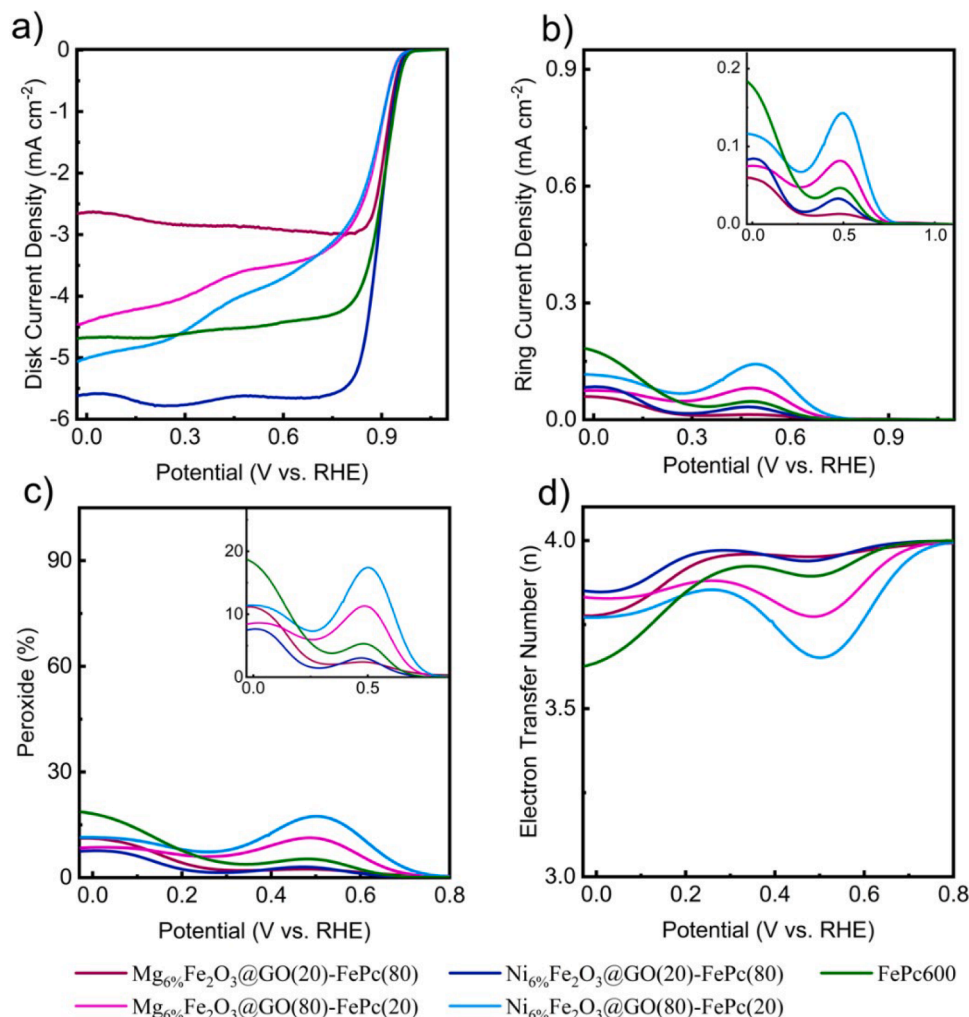 a)
0
-1
-2
-3
-4
-5
-6
0.0 0.3 0.6 0.9
Disk Current Density (mA cm⁻²)
Potential (V vs. RHE)
b)
0.9
0.6
0.3
0.0
0.0 0.3 0.6 0.9
Ring Current Density (mA cm⁻²)
Potential (V vs. RHE)
0.2
0.1
0.0
0.0 0.5 1.0
c)
90
60
30
0
0.0 0.2 0.4 0.6 0.8
Peroxide (%)
Potential (V vs. RHE)
20
10
0
0.0 0.5
d)
4.0
3.5
3.0
0.0 0.2 0.4 0.6 0.8
Electron Transfer Number (n)
Potential (V vs. RHE)
Mg₆%Fe₂O₃@GO(20)-FePc(80) Ni₆%Fe₂O₃@GO(20)-FePc(80) FePc600
Mg₆%Fe₂O₃@GO(80)-FePc(20) Ni₆%Fe₂O₃@GO(80)-FePc(20)